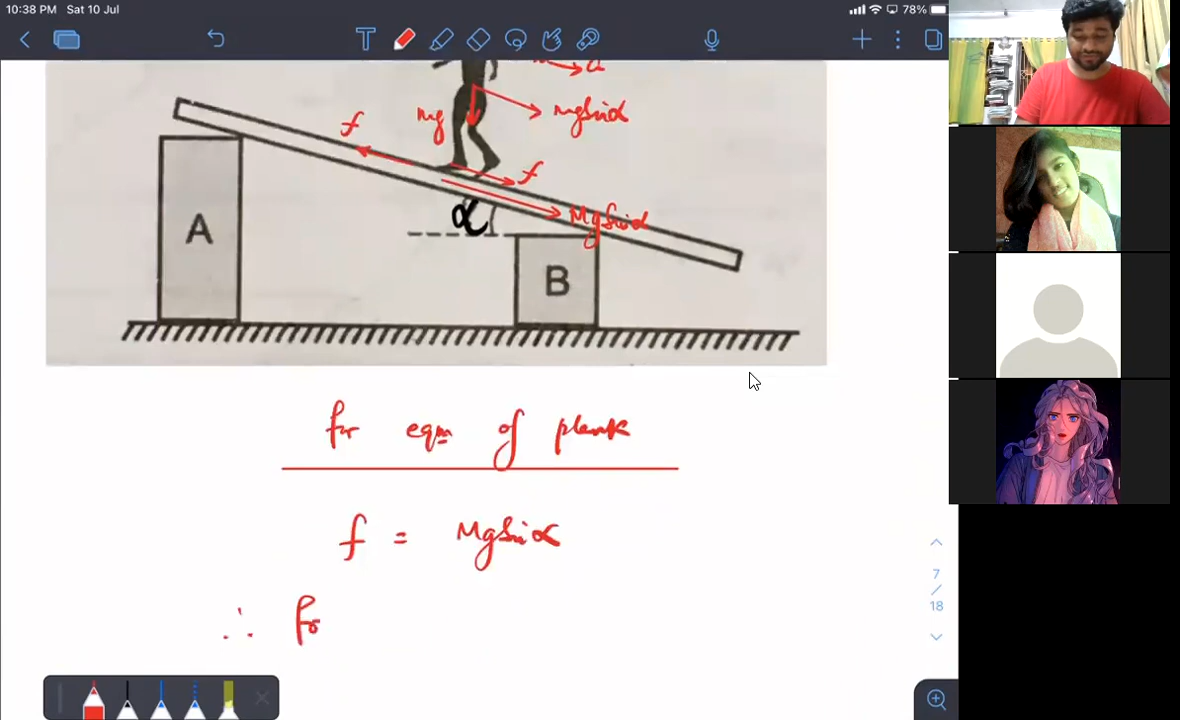 10:38 PM Sat 10 Jul
78%
T
a
mg
mg sin α
f
f
α
Mg sin α
A
B
for eqm of plank
f = Mg sin α
∴ for
7
/
18